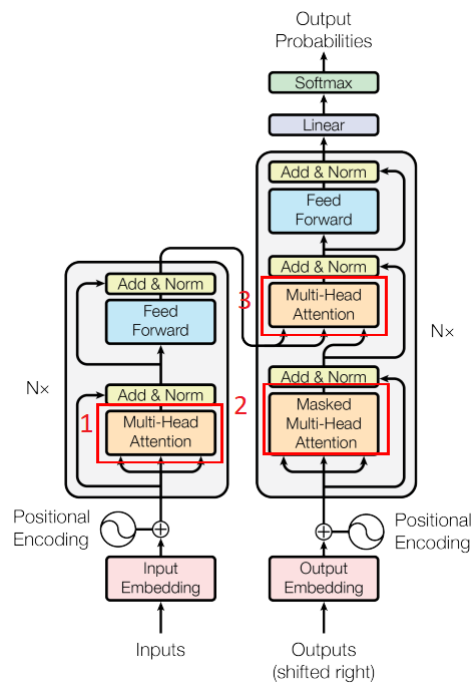 Output
Probabilities
Softmax
Linear
Add & Norm
Feed
Forward
Add & Norm
3
Multi-Head
Attention
Nx
Add & Norm
2
Masked
Multi-Head
Attention
Add & Norm
Feed
Forward
Nx
Add & Norm
1
Multi-Head
Attention
Positional
Encoding
Positional
Encoding
Input
Embedding
Output
Embedding
Inputs
Outputs
(shifted right)